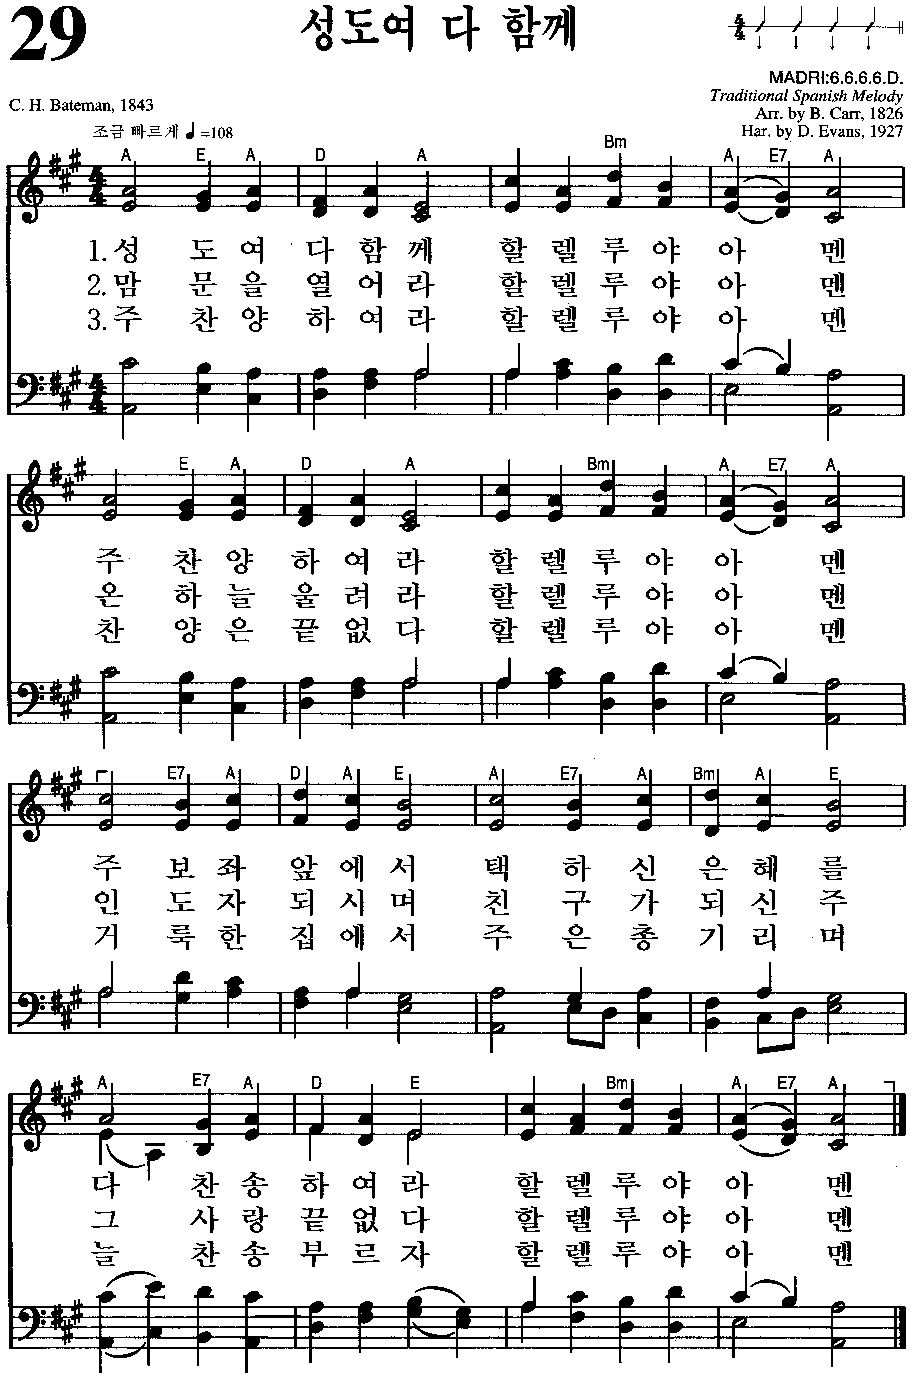 29
성도여 다 함께
4/4
MADRI:6.6.6.6.D.
C. H. Bateman, 1843
Traditional Spanish Melody
Arr. by B. Carr, 1826
조금 빠르게 ♩=108
Har. by D. Evans, 1927
A E A D A Bm A E7 A
1.성 도 여 다 함 께 할 렐 루 야 아 멘
2.맘 문 을 열 어 라 할 렐 루 야 아 멘
3.주 찬 양 하 여 라 할 렐 루 야 아 멘
E A D A Bm A E7 A
주 찬 양 하 여 라 할 렐 루 야 아 멘
온 하 늘 울 려 라 할 렐 루 야 아 멘
찬 양 은 끝 없 다 할 렐 루 야 아 멘
E7 A D A E A E7 A Bm A E
주 보 좌 앞 에 서 택 하 신 은 혜 를
인 도 자 되 시 며 친 구 가 되 신 주
거 룩 한 집 에 서 주 은 총 기 리 며
A E7 A D E Bm A E7 A
다 찬 송 하 여 라 할 렐 루 야 아 멘
그 사 랑 끝 없 다 할 렐 루 야 아 멘
늘 찬 송 부 르 자 할 렐 루 야 아 멘